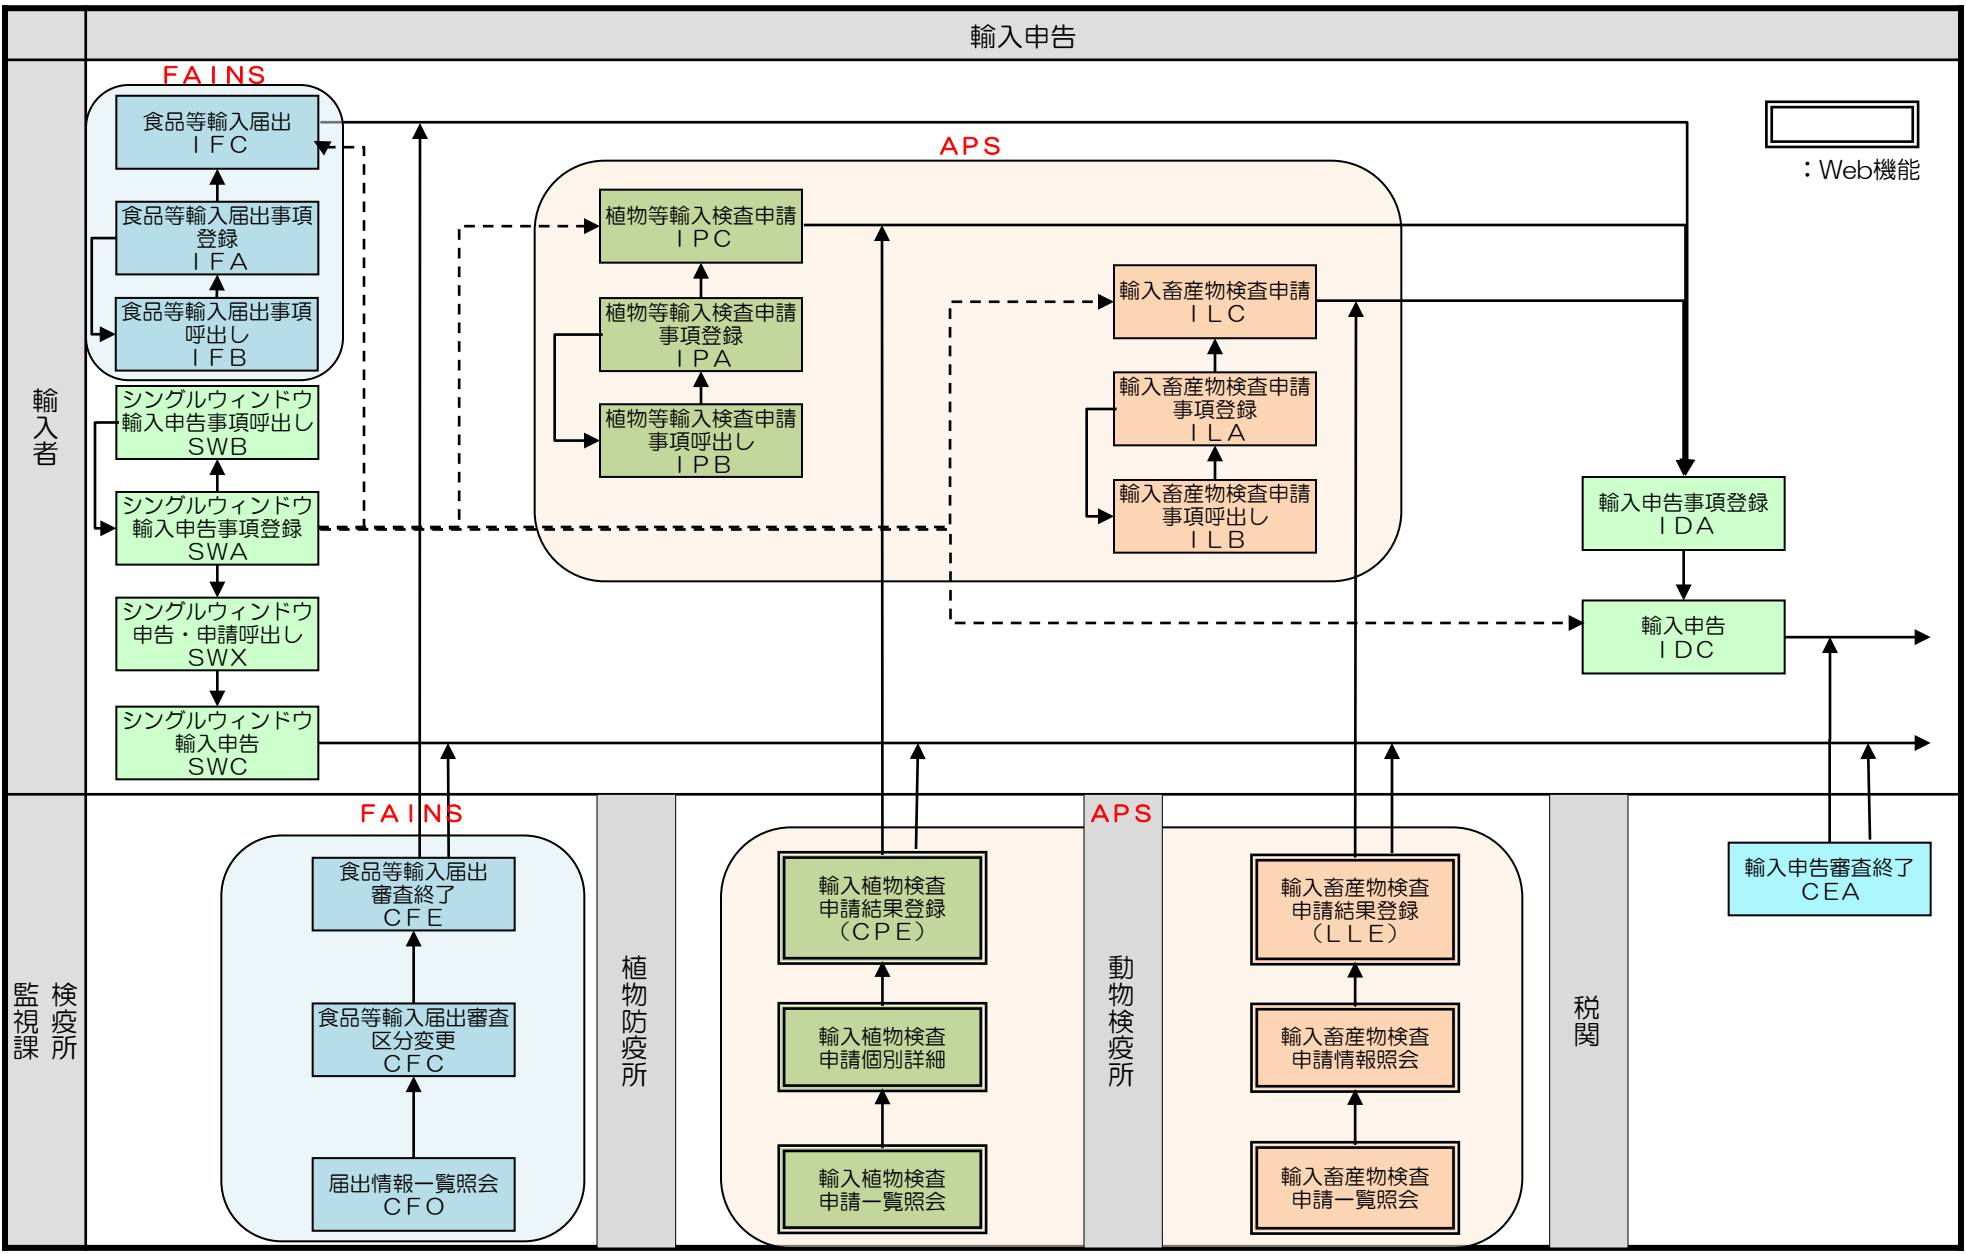 輸入申告
輸入者
FAINS
食品等輸入届出
IFC
食品等輸入届出事項
登録
IFA
食品等輸入届出事項
呼出し
IFB
シングルウィンドウ
輸入申告事項呼出し
SWB
シングルウィンドウ
輸入申告事項登録
SWA
シングルウィンドウ
申告・申請呼出し
SWX
シングルウィンドウ
輸入申告
SWC
APS
植物等輸入検査申請
IPC
植物等輸入検査申請
事項登録
IPA
植物等輸入検査申請
事項呼出し
IPB
輸入畜産物検査申請
ILC
輸入畜産物検査申請
事項登録
ILA
輸入畜産物検査申請
事項呼出し
ILB
：Web機能
輸入申告事項登録
IDA
輸入申告
IDC
検疫所
監視課
FAINS
食品等輸入届出
審査終了
CFE
食品等輸入届出審査
区分変更
CFC
届出情報一覧照会
CFO
植物防疫所
APS
輸入植物検査
申請結果登録
（CPE）
輸入植物検査
申請個別詳細
輸入植物検査
申請一覧照会
動物検疫所
輸入畜産物検査
申請結果登録
（LLE）
輸入畜産物検査
申請情報照会
輸入畜産物検査
申請一覧照会
税関
輸入申告審査終了
CEA